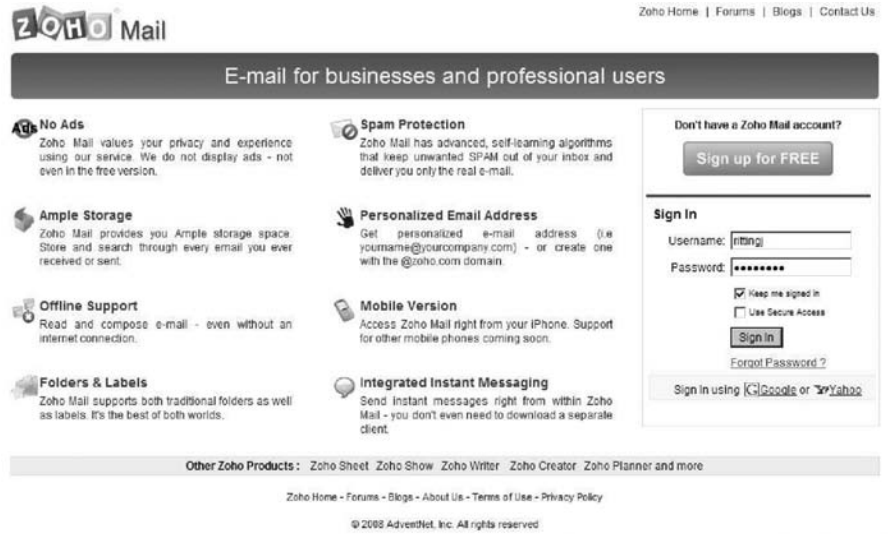 ZOHO Mail
Zoho Home | Forums | Blogs | Contact Us
E-mail for businesses and professional users
Ads No Ads
Zoho Mail values your privacy and experience
using our service. We do not display ads - not
even in the free version.
Ample Storage
Zoho Mail provides you Ample storage space.
Store and search through every email you ever
received or sent.
Offline Support
Read and compose e-mail - even without an
internet connection.
Folders & Labels
Zoho Mail supports both traditional folders as well
as labels. It's the best of both worlds.
Spam Protection
Zoho Mail has advanced, self-learning algorithms
that keep unwanted SPAM out of your inbox and
deliver you only the real e-mail.
Personalized Email Address
Get personalized e-mail address (i.e
yourname@yourcompany.com) - or create one
with the @zoho.com domain.
Mobile Version
Access Zoho Mail right from your iPhone. Support
for other mobile phones coming soon.
Integrated Instant Messaging
Send instant messages right from within Zoho
Mail - you don't even need to download a separate
client.
Don't have a Zoho Mail account?
Sign up for FREE
Sign In
Username: rittingj
Password: ••••••••
Keep me signed in
Use Secure Access
Sign In
Forgot Password ?
Sign In using G Google or Y! Yahoo
Other Zoho Products : Zoho Sheet Zoho Show Zoho Writer Zoho Creator Zoho Planner and more
Zoho Home - Forums - Blogs - About Us - Terms of Use - Privacy Policy
© 2008 AdventNet, Inc. All rights reserved